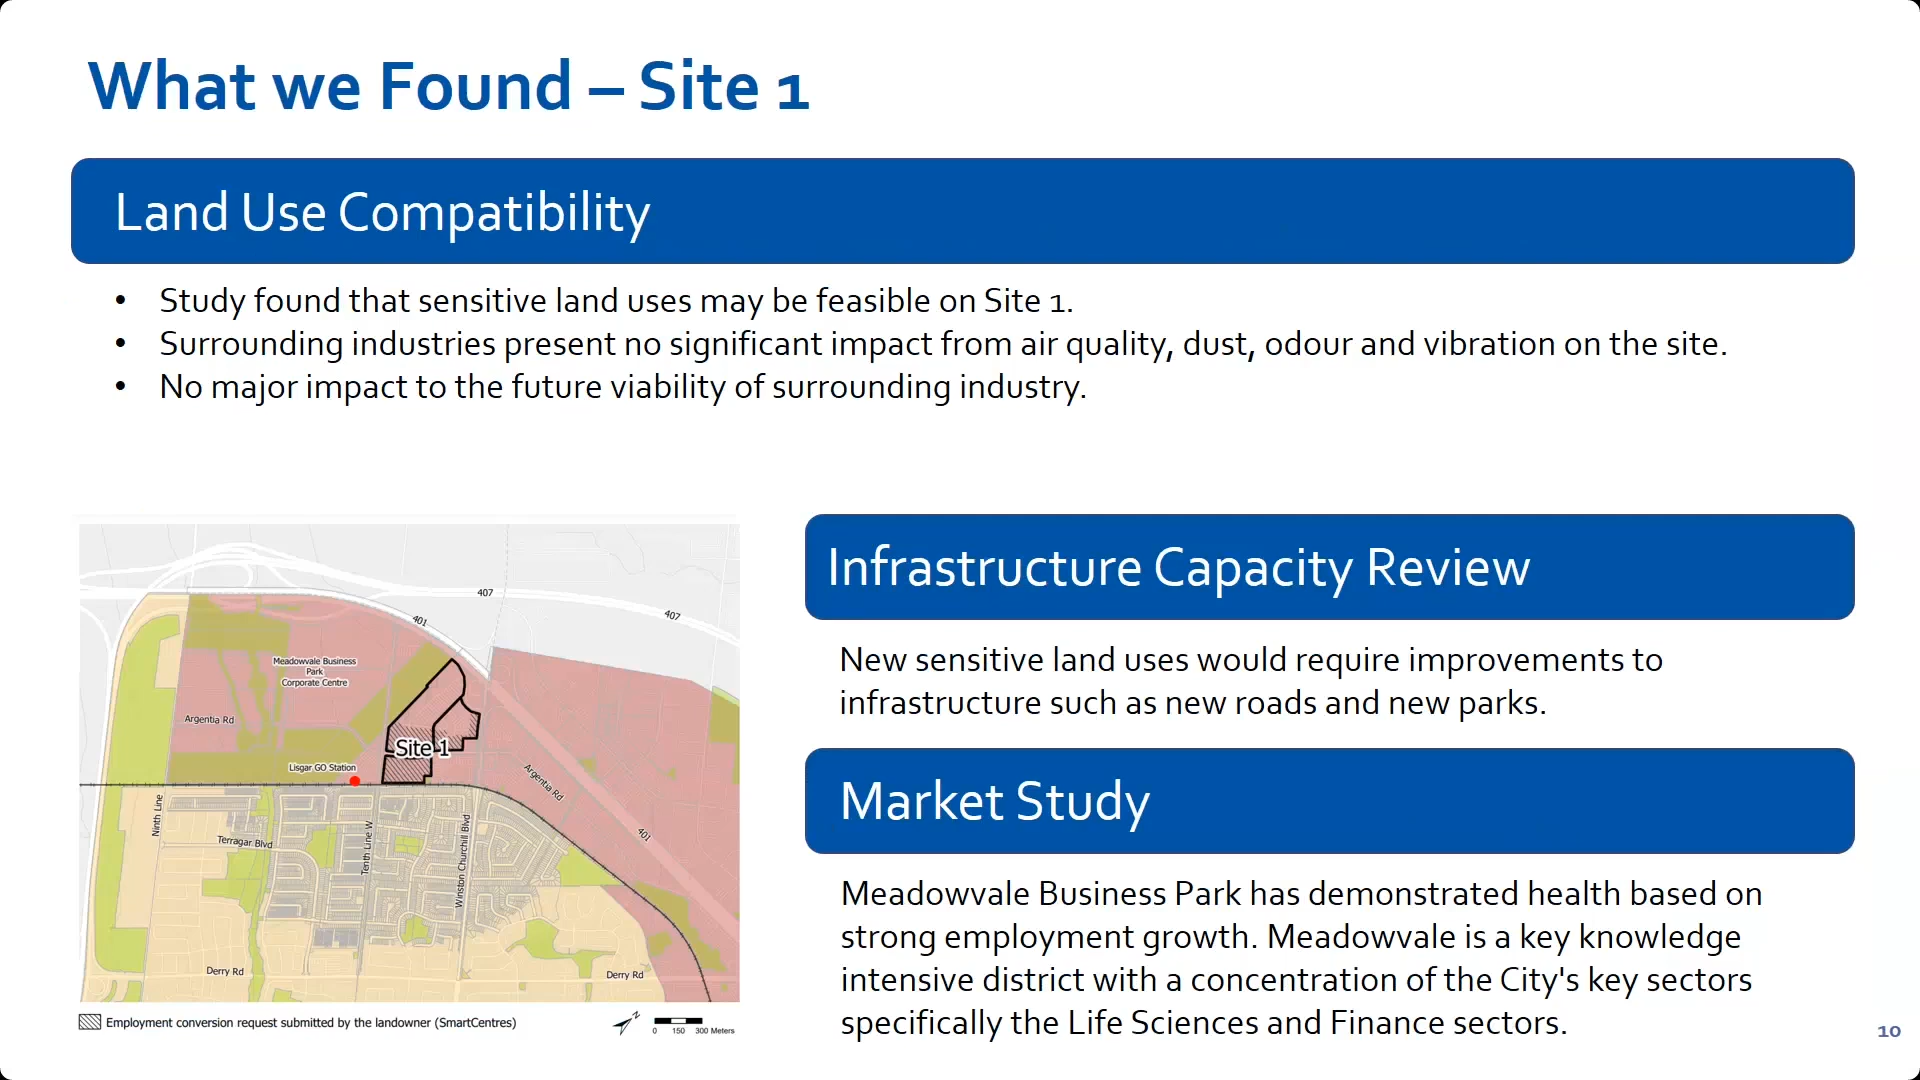 What we Found – Site 1
Land Use Compatibility
• Study found that sensitive land uses may be feasible on Site 1.
• Surrounding industries present no significant impact from air quality, dust, odour and vibration on the site.
• No major impact to the future viability of surrounding industry.
407
407
401
Meadowvale Business
Park
Corporate Centre
Argentia Rd
Site 1
Lisgar GO Station
Argentia Rd
401
Ninth Line
Terragar Blvd
Tenth Line W
Winston Churchill Blvd
Derry Rd
Derry Rd
Employment conversion request submitted by the landowner (SmartCentres)
N
0 150 300 Meters
Infrastructure Capacity Review
New sensitive land uses would require improvements to
infrastructure such as new roads and new parks.
Market Study
Meadowvale Business Park has demonstrated health based on
strong employment growth. Meadowvale is a key knowledge
intensive district with a concentration of the City's key sectors
specifically the Life Sciences and Finance sectors.
10